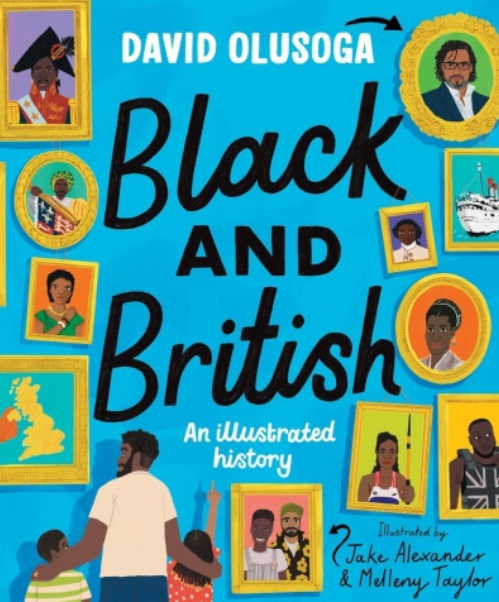 DAVID OLUSOGA
Black
AND
British
An illustrated
history
Illustrated by
Jake Alexander
& Melleny Taylor